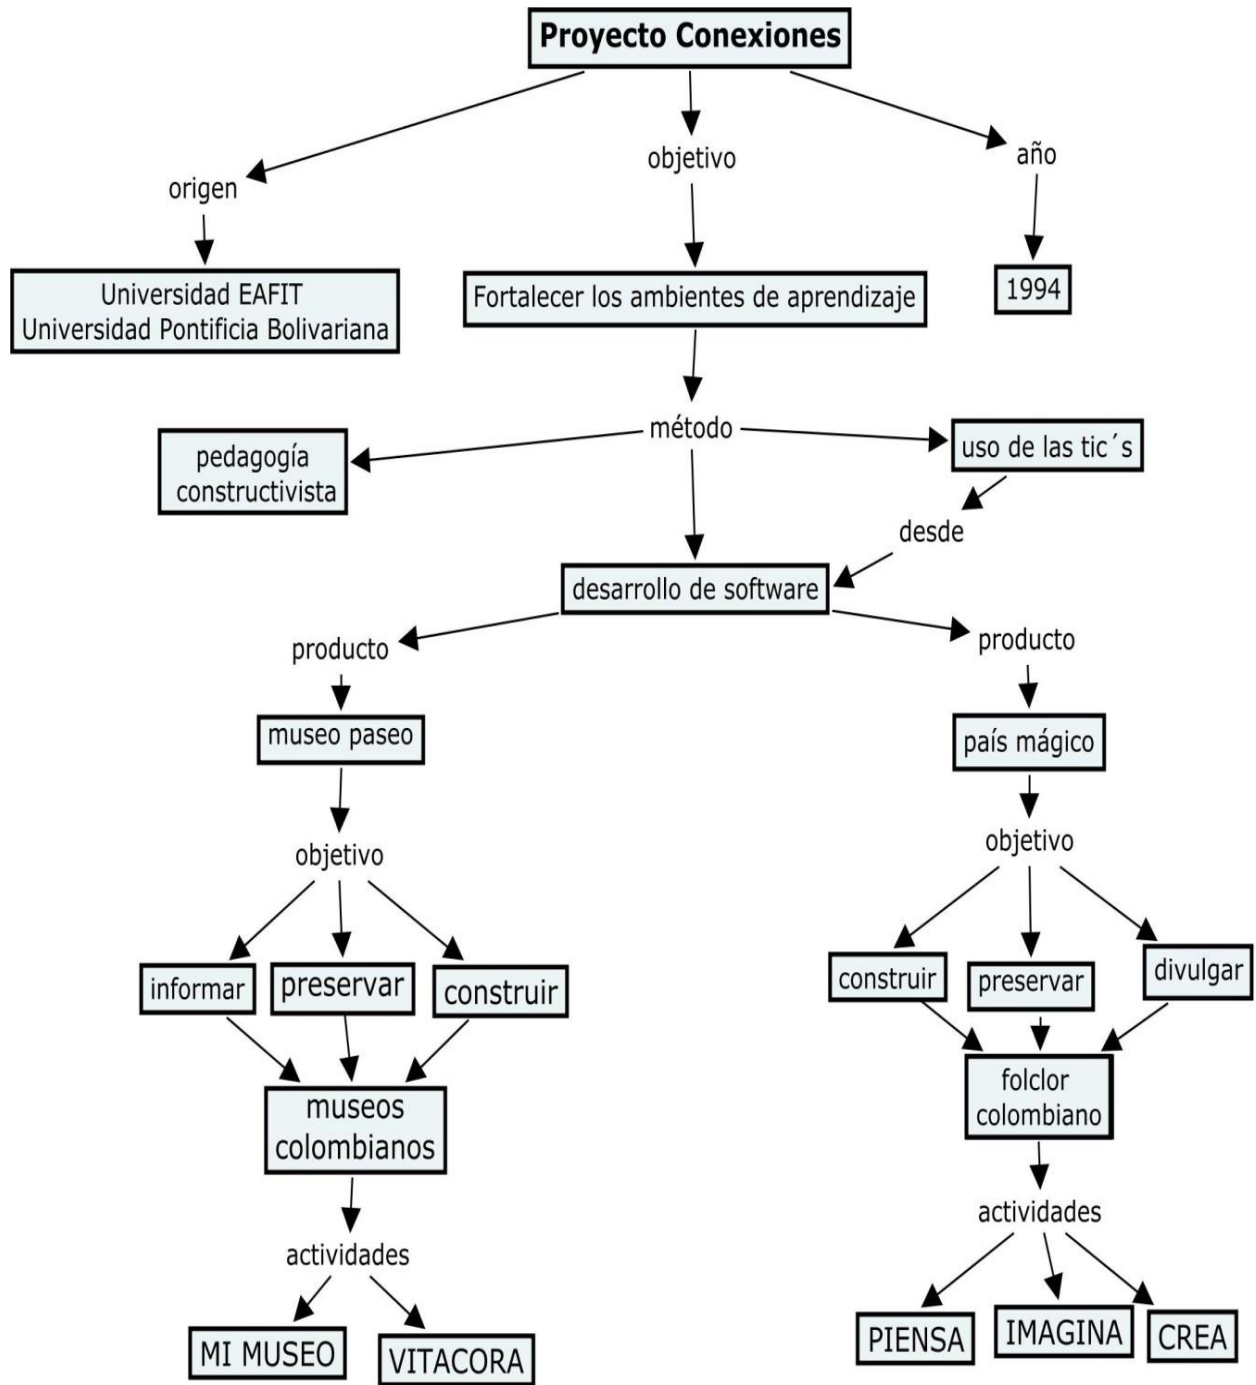 Proyecto Conexiones
origen
objetivo
año
Universidad EAFIT
Universidad Pontificia Bolivariana
Fortalecer los ambientes de aprendizaje
1994
método
pedagogía
constructivista
uso de las tic´s
desde
desarrollo de software
producto
producto
museo paseo
país mágico
objetivo
objetivo
informar
preservar
construir
construir
preservar
divulgar
museos
colombianos
folclor
colombiano
actividades
actividades
MI MUSEO
VITACORA
PIENSA
IMAGINA
CREA